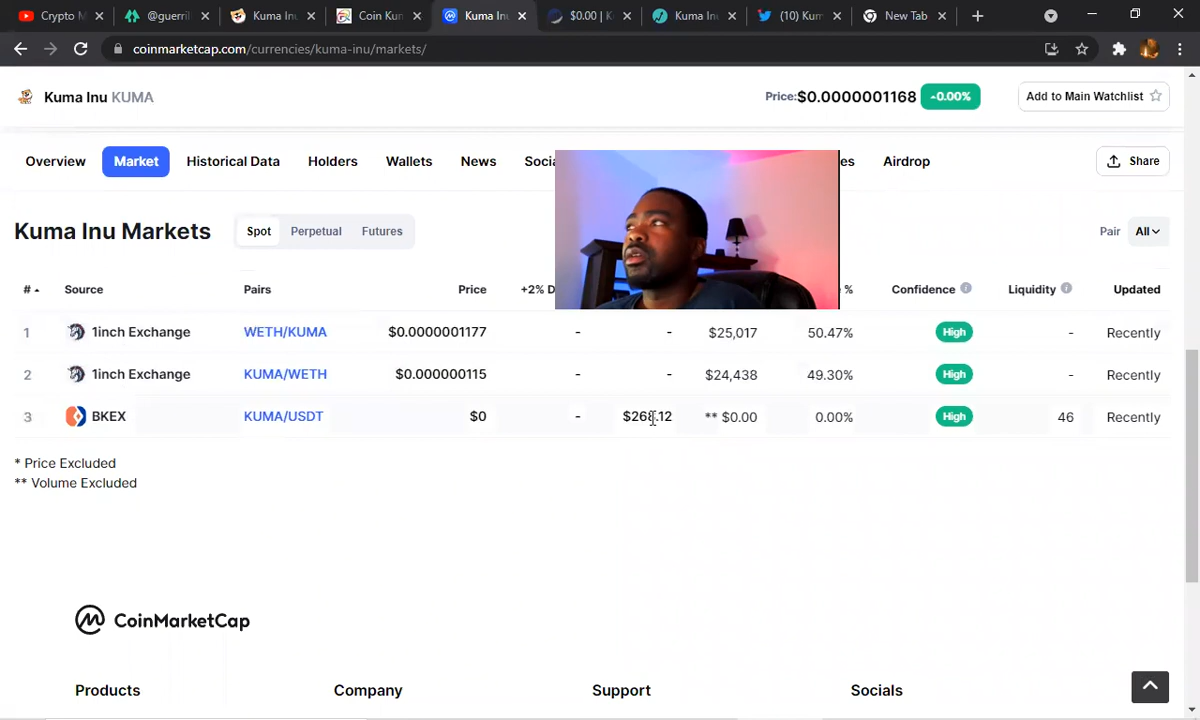 Crypto M
@guerril
Kuma Inu
Coin Kum
Kuma In
$0.00 | K
Kuma In
(10) Kum
New Tab
coinmarketcap.com/currencies/kuma-inu/markets/
Kuma Inu KUMA
Price:$0.0000001168
-0.00%
Add to Main Watchlist
Overview
Market
Historical Data
Holders
Wallets
News
Socia
es
Airdrop
Share
Kuma Inu Markets
Spot
Perpetual
Futures
Pair
All
#
Source
Pairs
Price
+2% D
%
Confidence
Liquidity
Updated
1 1inch Exchange WETH/KUMA $0.0000001177 - - $25,017 50.47% High - Recently
2 1inch Exchange KUMA/WETH $0.000000115 - - $24,438 49.30% High - Recently
3 BKEX KUMA/USDT $0 - $268.12 ** $0.00 0.00% High 46 Recently
* Price Excluded
** Volume Excluded
CoinMarketCap
Products
Company
Support
Socials